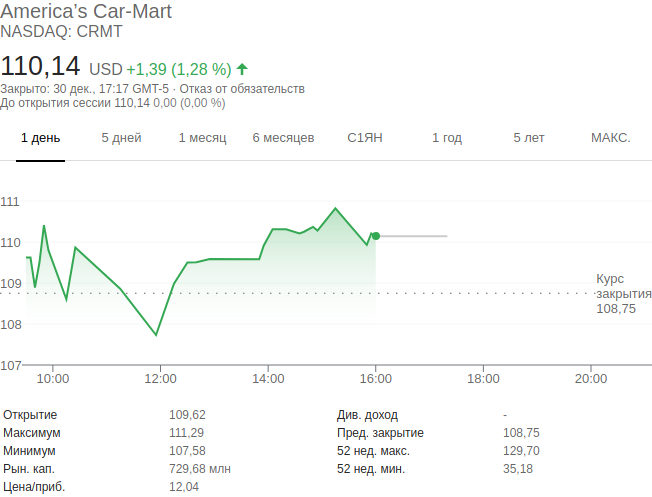 America’s Car-Mart
NASDAQ: CRMT
110,14 USD +1,39 (1,28 %)
Закрыто: 30 дек., 17:17 GMT-5 · Отказ от обязательств
До открытия сессии 110,14 0,00 (0,00 %)
1 день 5 дней 1 месяц 6 месяцев С1ЯН 1 год 5 лет МАКС.
111
110
109
108
107
Курс
закрытия
108,75
10:00 12:00 14:00 16:00 18:00 20:00
Открытие 109,62 Див. доход -
Максимум 111,29 Пред. закрытие 108,75
Минимум 107,58 52 нед. макс. 129,70
Рын. кап. 729,68 млн 52 нед. мин. 35,18
Цена/приб. 12,04